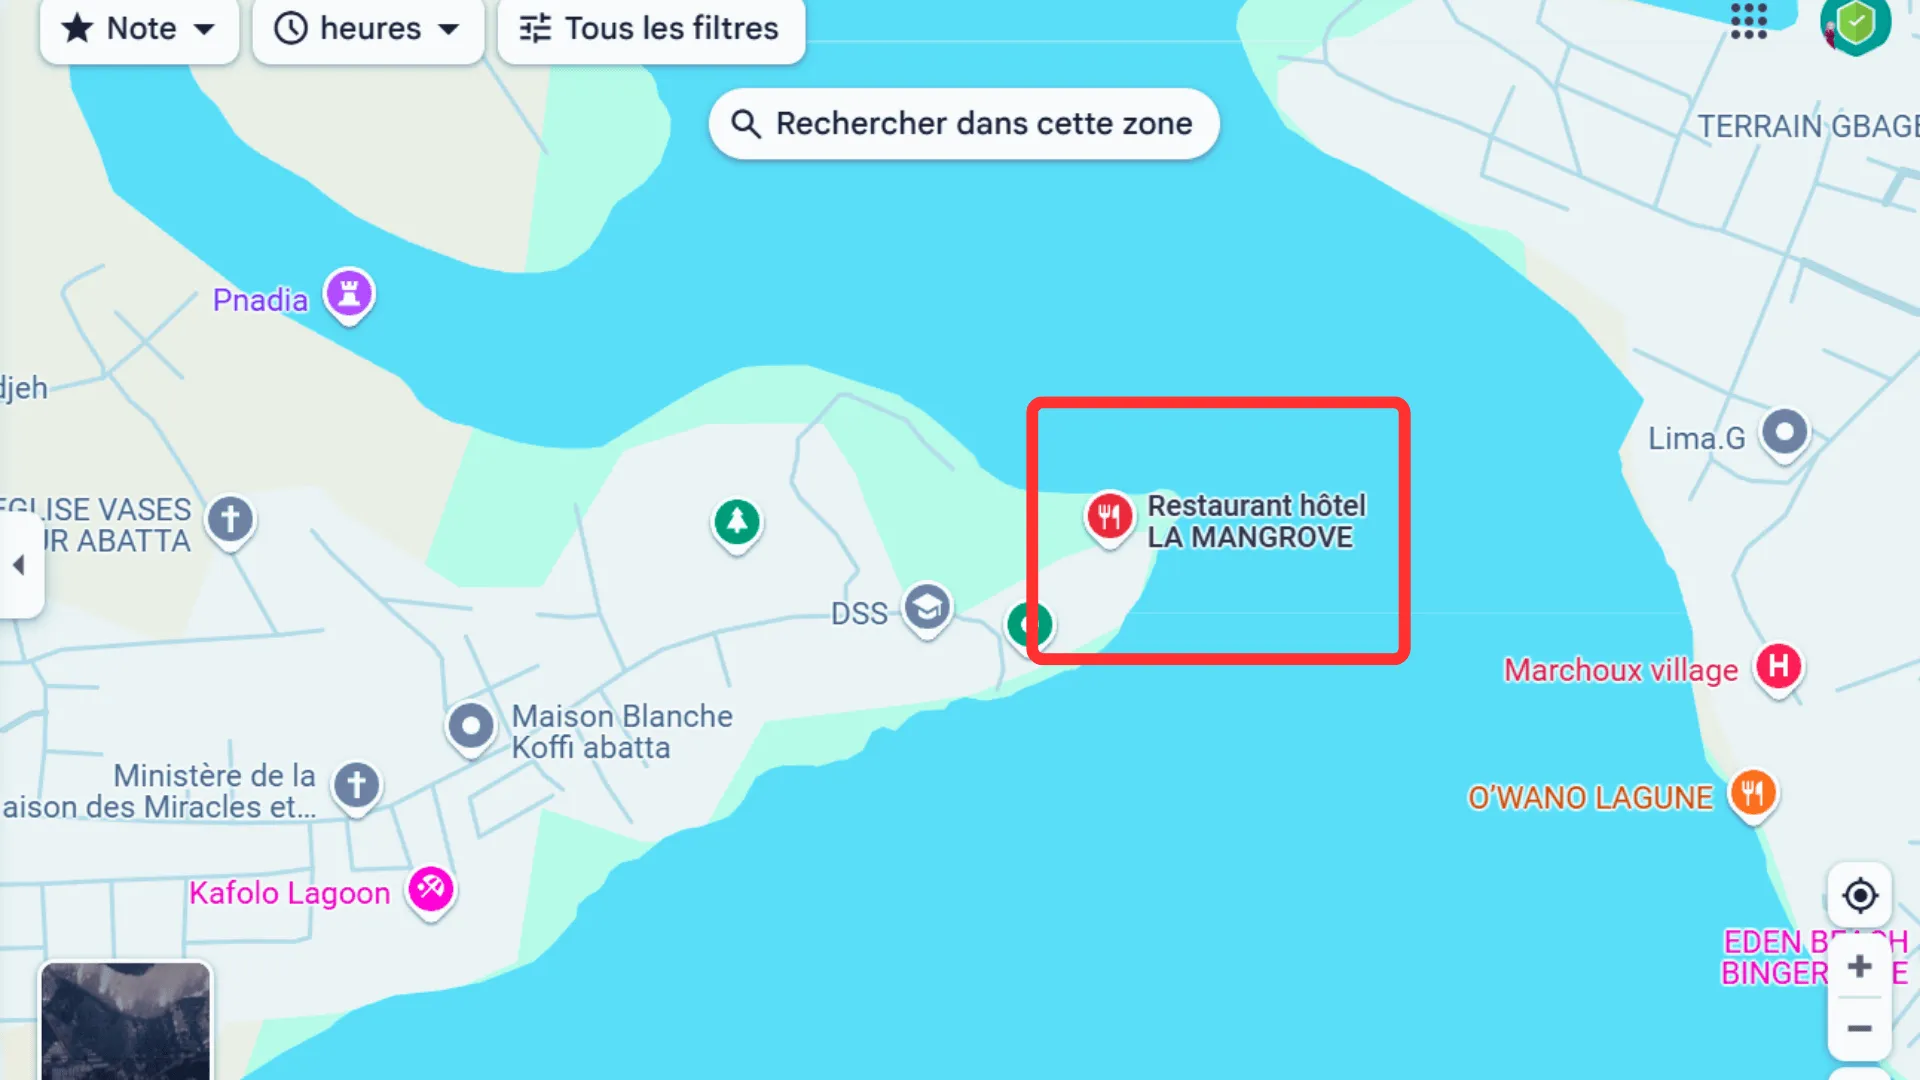 Note
heures
Tous les filtres
Rechercher dans cette zone
TERRAIN GBAGE
Pnadia
djeh
Lima.G
EGLISE VASES
UR ABATTA
Restaurant hôtel
LA MANGROVE
DSS
Marchoux village
H
Maison Blanche
Koffi abatta
Ministère de la
aison des Miracles et...
O'WANO LAGUNE
Kafolo Lagoon
EDEN BEACH
BINGER E